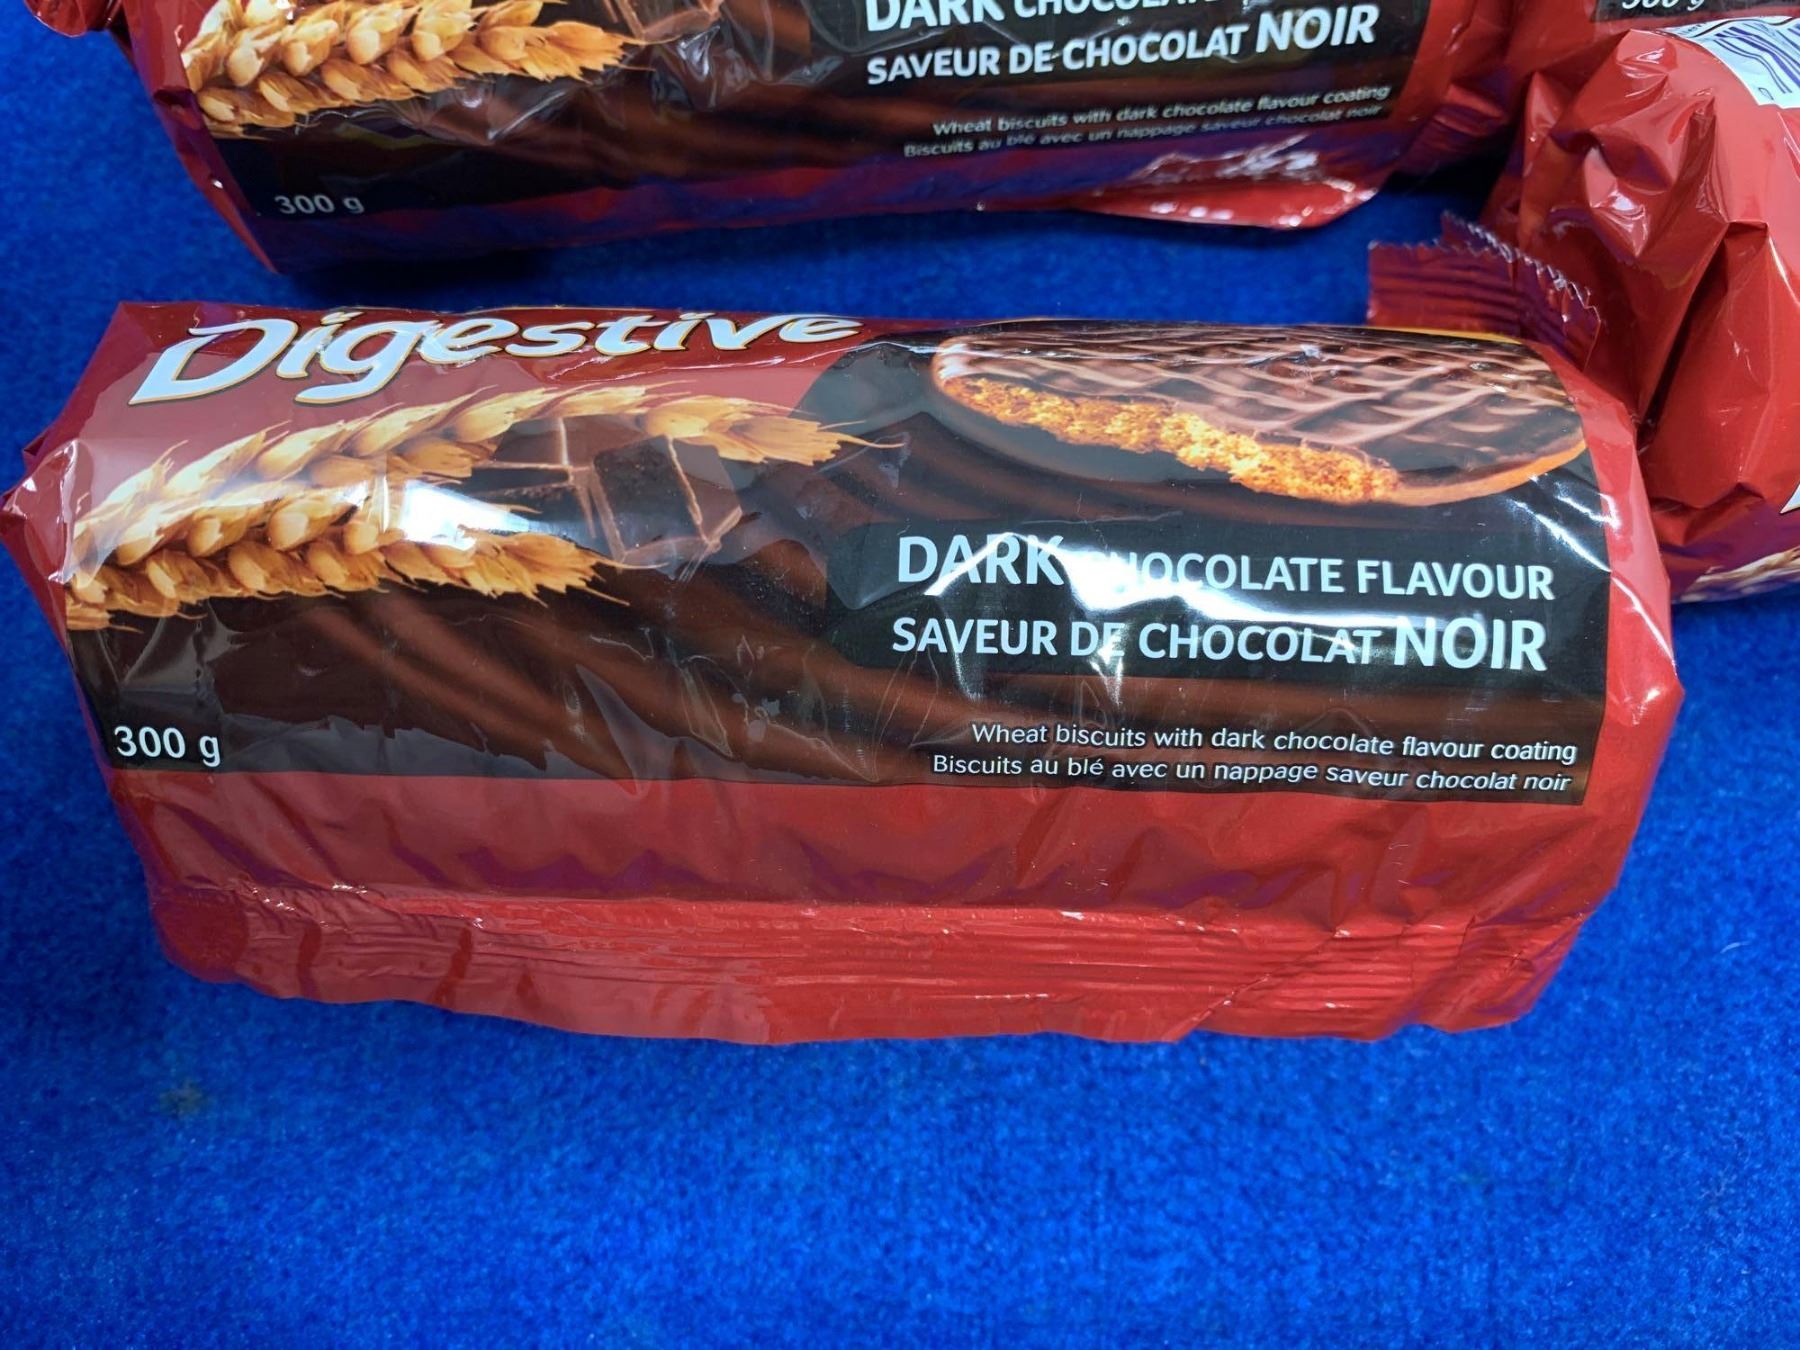 DARK
SAVEUR DE CHOCOLAT NOIR
Wheat biscuits with dark chocolate flavour coating
Biscuits au blé avec un nappage saveur chocolat noir
300 g
Digestive
DARK CHOCOLATE FLAVOUR
SAVEUR DE CHOCOLAT NOIR
300 g
Wheat biscuits with dark chocolate flavour coating
Biscuits au blé avec un nappage saveur chocolat noir